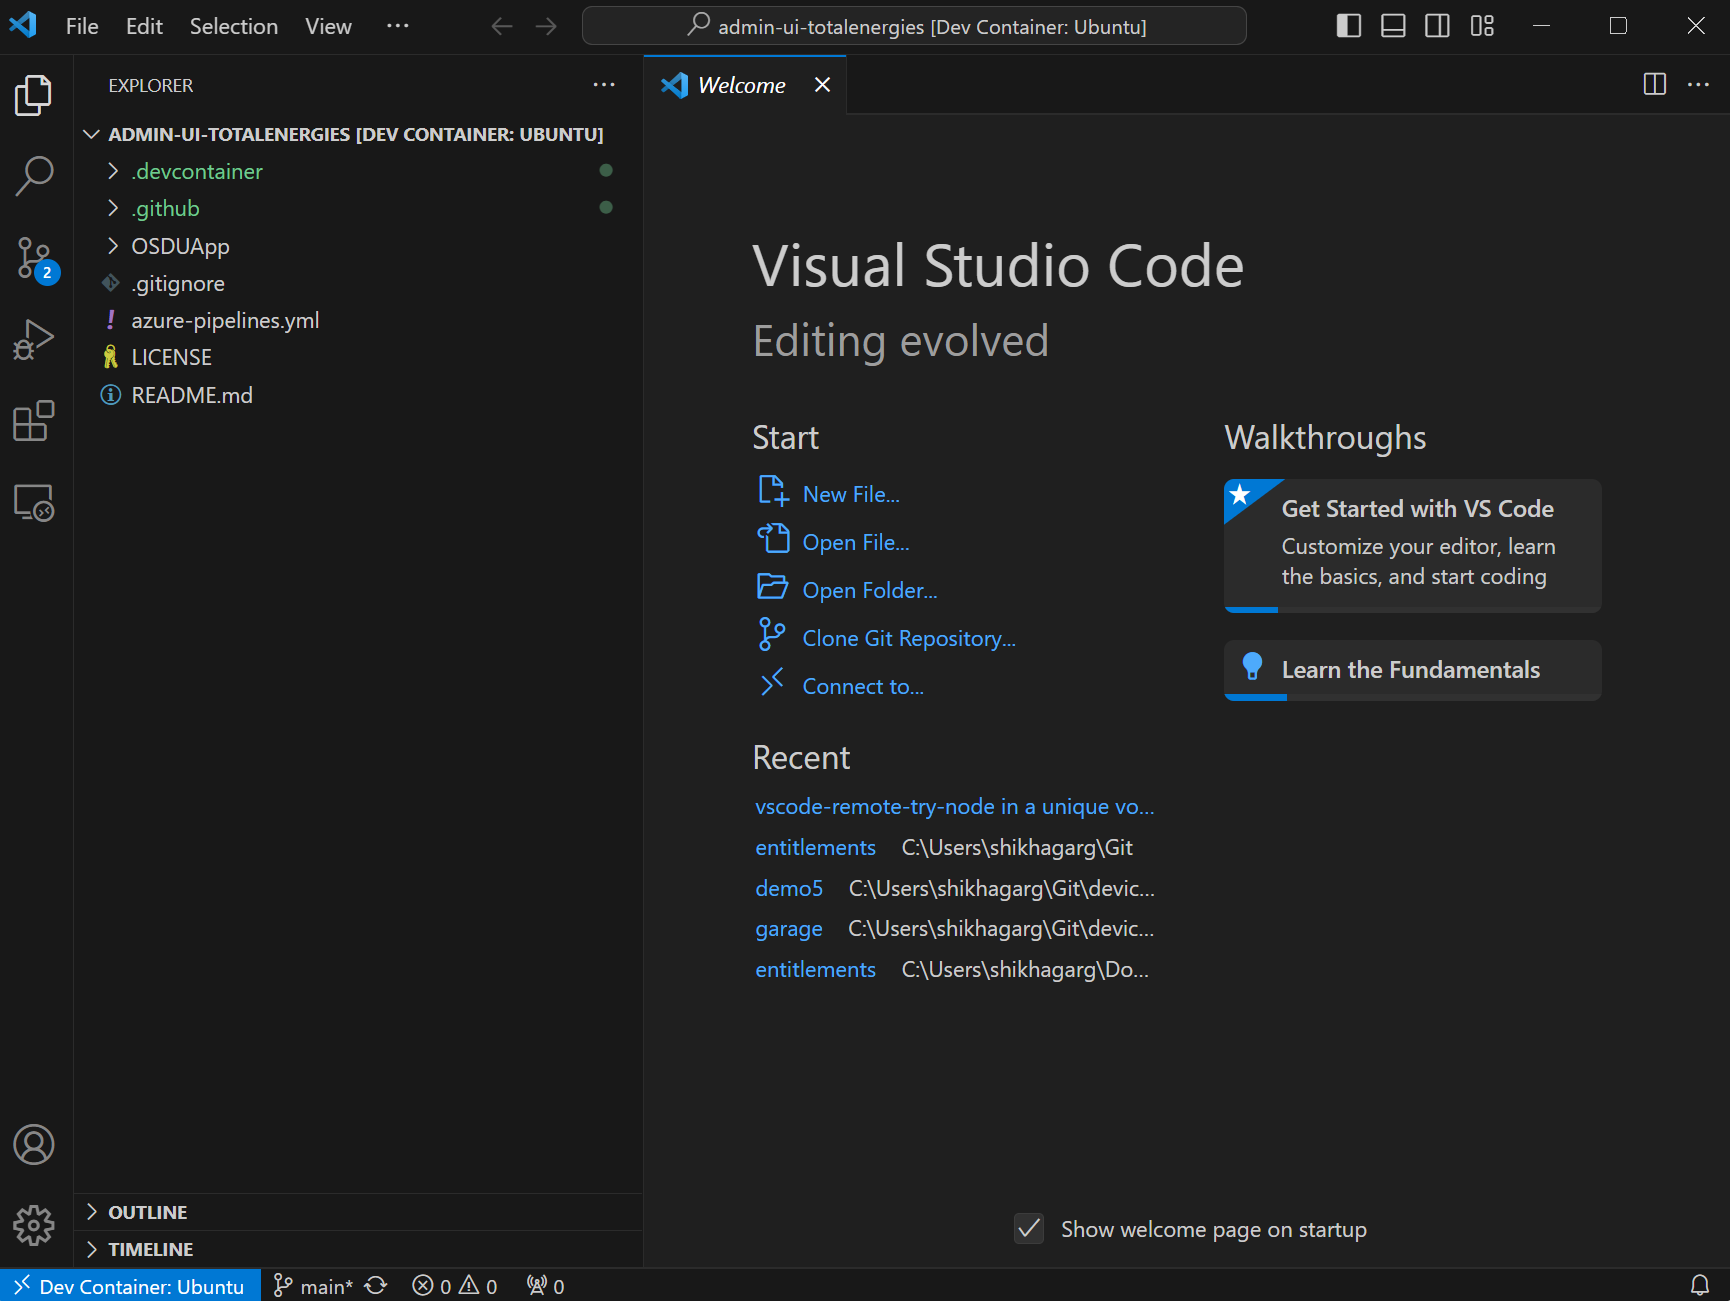 File Edit Selection View ···
admin-ui-totalenergies [Dev Container: Ubuntu]
EXPLORER
Welcome
ADMIN-UI-TOTALENERGIES [DEV CONTAINER: UBUNTU]
.devcontainer
.github
OSDUApp
.gitignore
azure-pipelines.yml
LICENSE
README.md
2
Visual Studio Code
Editing evolved
Start
New File...
Open File...
Open Folder...
Clone Git Repository...
Connect to...
Walkthroughs
Get Started with VS Code
Customize your editor, learn
the basics, and start coding
Learn the Fundamentals
Recent
vscode-remote-try-node in a unique vo...
entitlements C:\Users\shikhagarg\Git
demo5 C:\Users\shikhagarg\Git\devic...
garage C:\Users\shikhagarg\Git\devic...
entitlements C:\Users\shikhagarg\Do...
Show welcome page on startup
OUTLINE
TIMELINE
Dev Container: Ubuntu main* 0 0 0